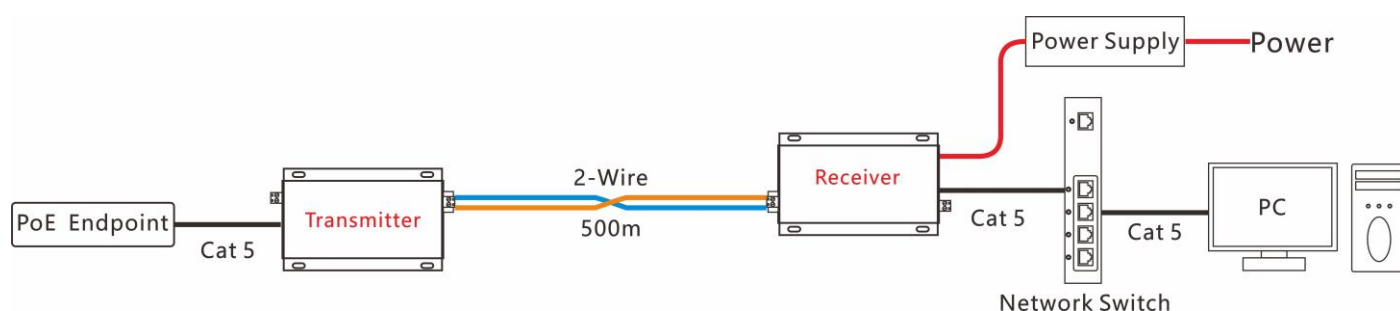 Power Supply
Power
2-Wire
Receiver
PoE Endpoint
Transmitter
500m
Cat 5
Cat 5
Cat 5
PC
Network Switch